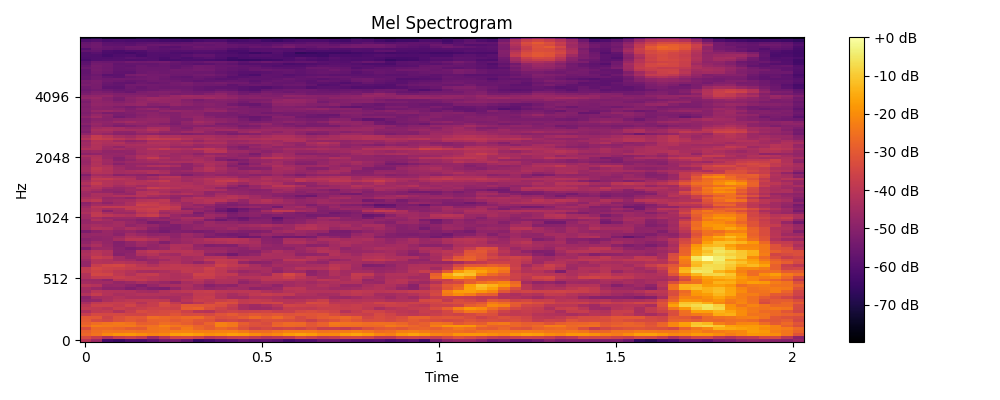 Mel Spectrogram
+0 dB
-10 dB
-20 dB
-30 dB
-40 dB
-50 dB
-60 dB
-70 dB
4096
2048
1024
512
0
Hz
0
0.5
1
1.5
2
Time